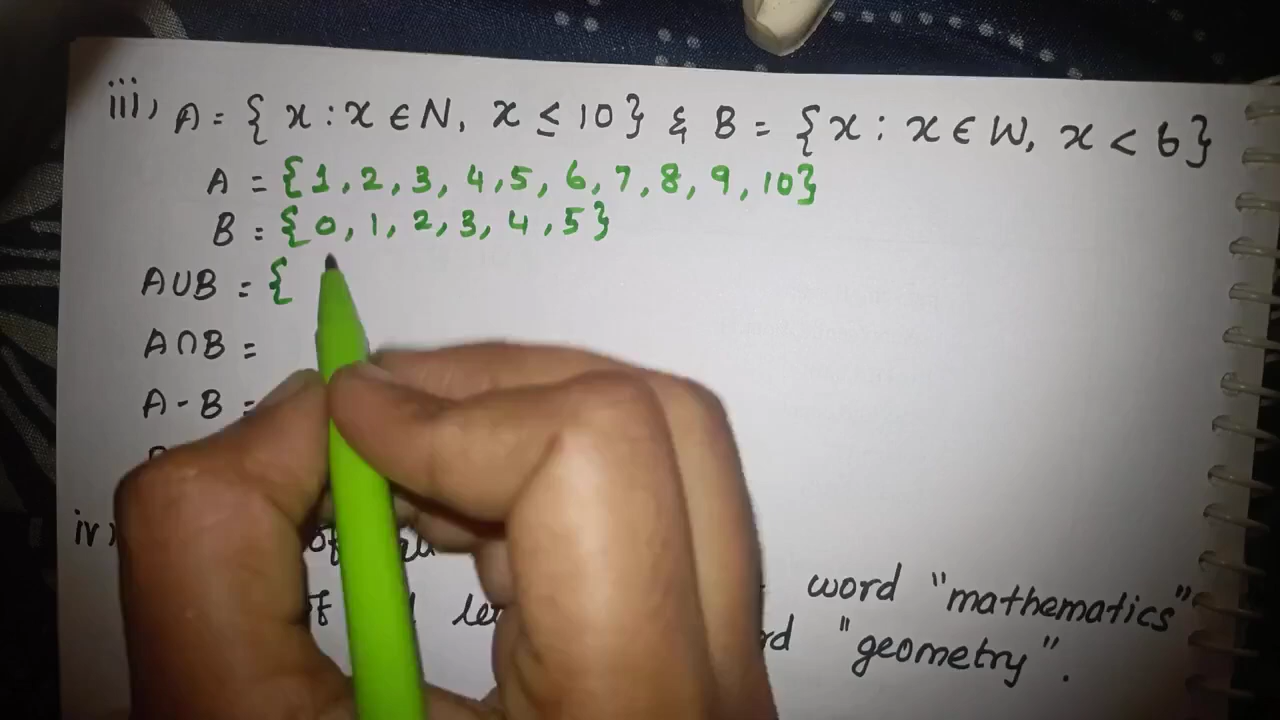 iii) A = { x : x ∈ N, x ≤ 10} & B = {x : x ∈ W, x < 6}
A = {1, 2, 3, 4, 5, 6, 7, 8, 9, 10}
B = {0, 1, 2, 3, 4, 5}
A∪B = {
A∩B =
A - B =
iv)
word "mathematics"
"geometry".